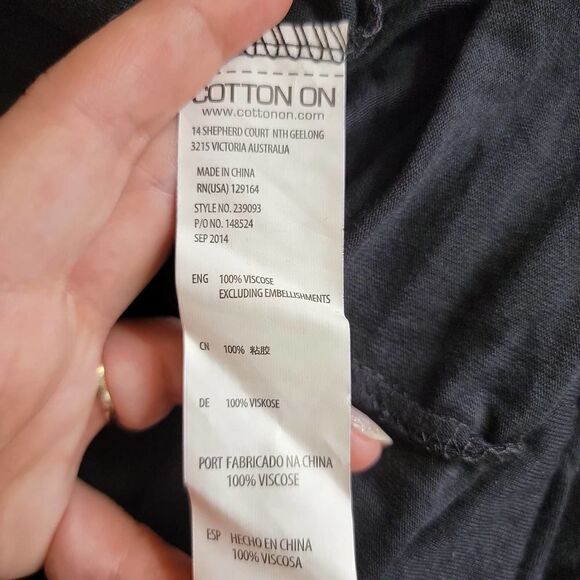 COTTON ON
www.cottonon.com
14 SHEPHERD COURT NTH GEELONG
3215 VICTORIA AUSTRALIA
MADE IN CHINA
RN(USA) 129164
STYLE NO. 239093
P/O NO. 148524
SEP 2014
ENG 100% VISCOSE
EXCLUDING EMBELLISHMENTS
CN 100% 粘胶
DE 100% VISKOSE
PORT FABRICADO NA CHINA
100% VISCOSE
ESP HECHO EN CHINA
100% VISCOSA